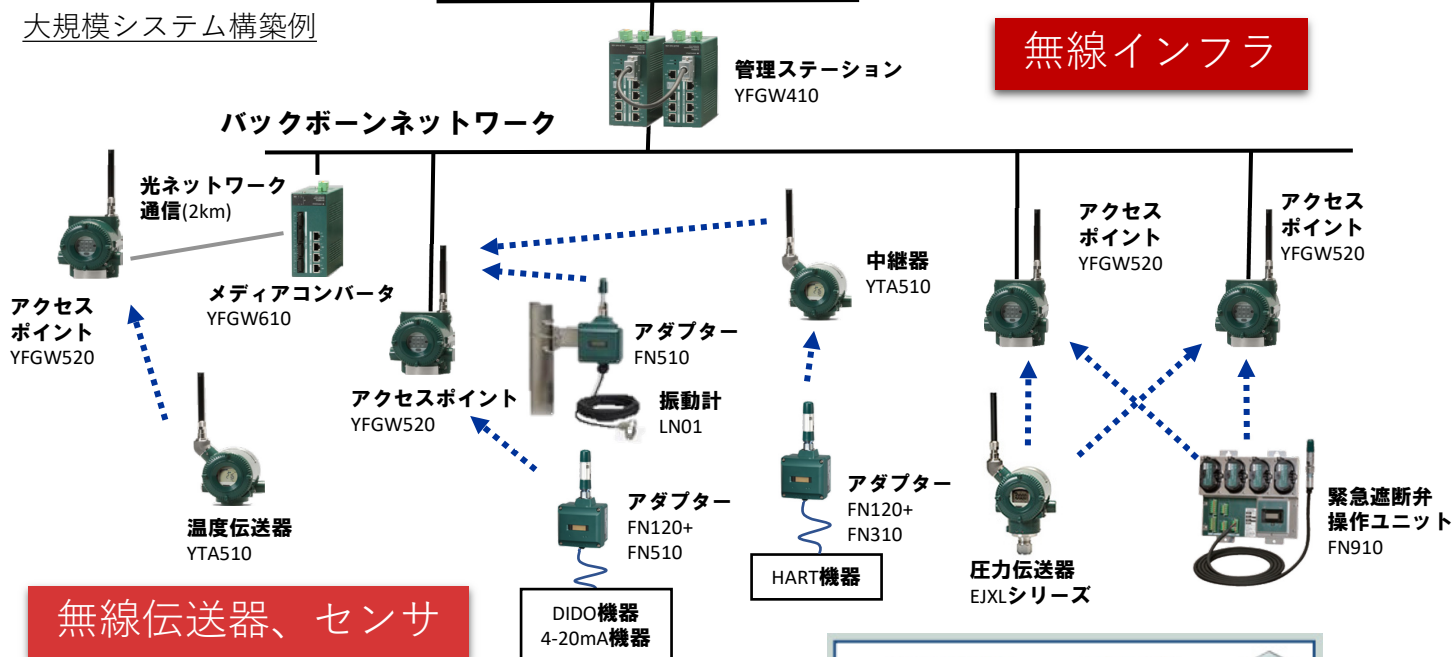 大規模システム構築例
無線インフラ
管理ステーション
YFGW410
バックボーンネットワーク
光ネットワーク
通信(2km)
アクセス
ポイント
YFGW520
メディアコンバータ
YFGW610
アクセスポイント
YFGW520
アダプター
FN510
振動計
LN01
中継器
YTA510
アクセス
ポイント
YFGW520
アクセス
ポイント
YFGW520
温度伝送器
YTA510
アダプター
FN120+
FN510
DIDO機器
4-20mA機器
アダプター
FN120+
FN310
HART機器
圧力伝送器
EJXLシリーズ
緊急遮断弁
操作ユニット
FN910
無線伝送器、センサ